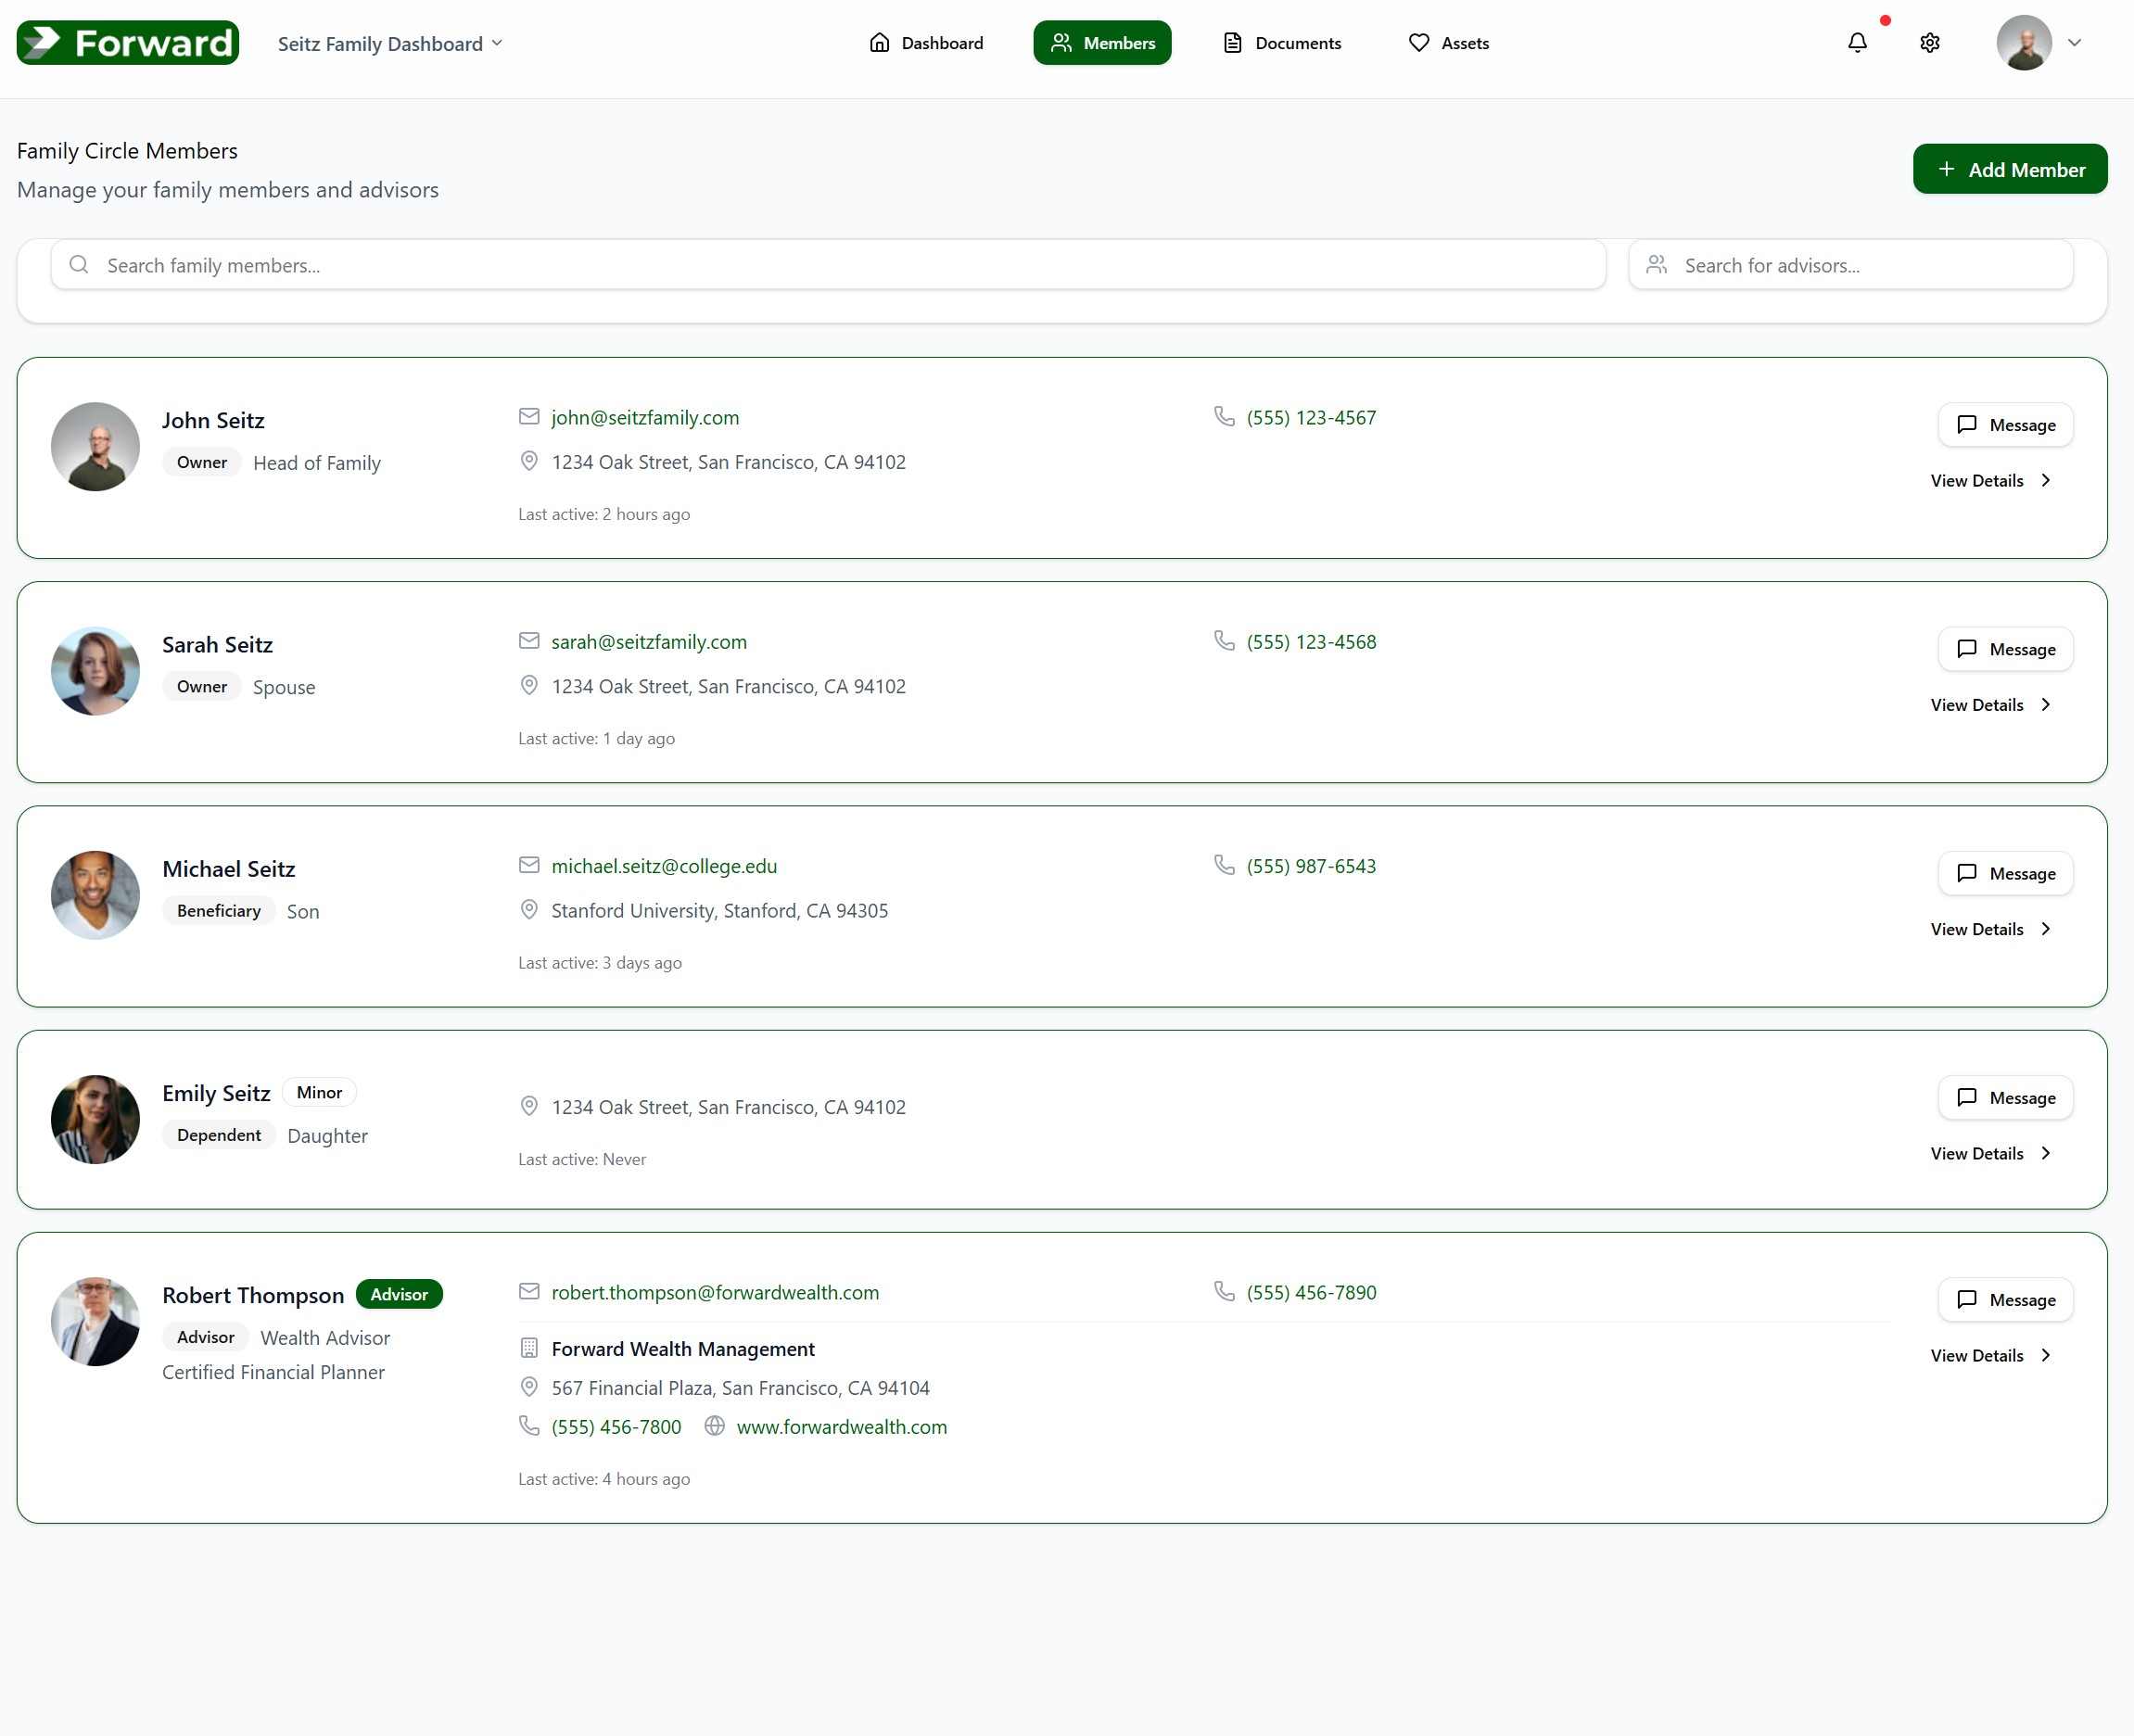 Forward
Seitz Family Dashboard
Dashboard
Members
Documents
Assets
Family Circle Members
Manage your family members and advisors
Add Member
Search family members...
Search for advisors...
John Seitz
Owner Head of Family
john@seitzfamily.com
(555) 123-4567
1234 Oak Street, San Francisco, CA 94102
Last active: 2 hours ago
Message
View Details
Sarah Seitz
Owner Spouse
sarah@seitzfamily.com
(555) 123-4568
1234 Oak Street, San Francisco, CA 94102
Last active: 1 day ago
Message
View Details
Michael Seitz
Beneficiary Son
michael.seitz@college.edu
(555) 987-6543
Stanford University, Stanford, CA 94305
Last active: 3 days ago
Message
View Details
Emily Seitz Minor
Dependent Daughter
1234 Oak Street, San Francisco, CA 94102
Last active: Never
Message
View Details
Robert Thompson Advisor
Advisor Wealth Advisor
Certified Financial Planner
robert.thompson@forwardwealth.com
(555) 456-7890
Forward Wealth Management
567 Financial Plaza, San Francisco, CA 94104
(555) 456-7800 www.forwardwealth.com
Last active: 4 hours ago
Message
View Details